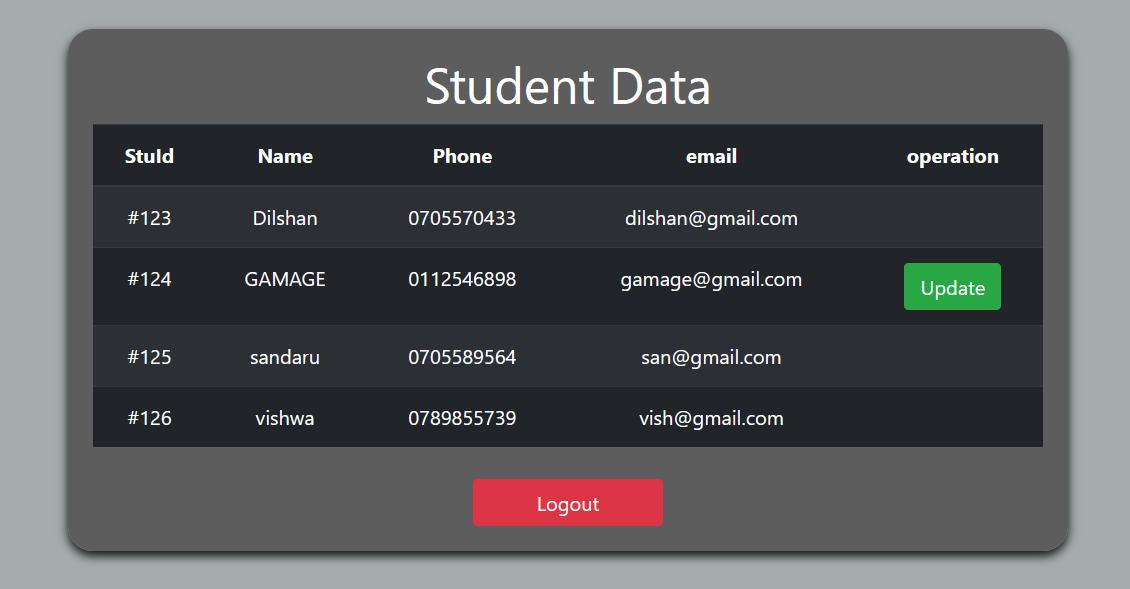 Student Data
StuId Name Phone email operation
#123 Dilshan 0705570433 dilshan@gmail.com
#124 GAMAGE 0112546898 gamage@gmail.com Update
#125 sandaru 0705589564 san@gmail.com
#126 vishwa 0789855739 vish@gmail.com
Logout